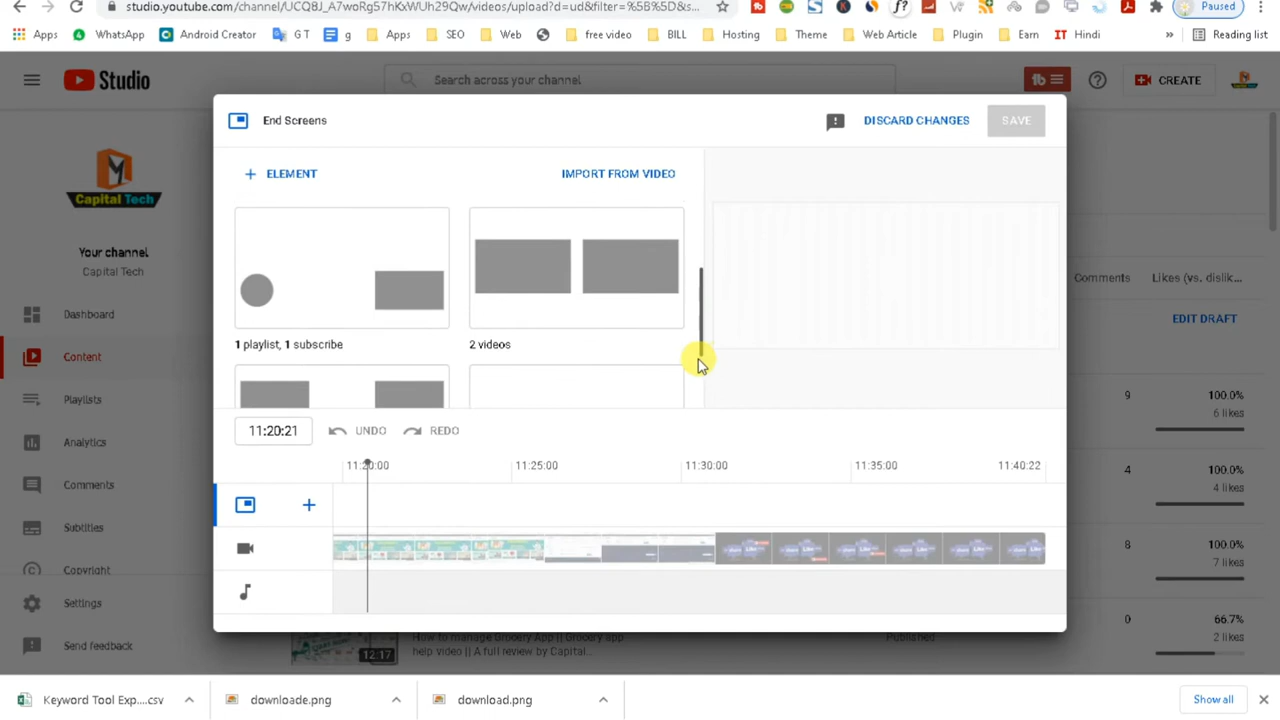 studio.youtube.com/channel/UCQ8J_A7woRg57hKxWUh29Qw/videos/upload?d=ud&filter=%5B%5D&s...
Paused
Apps WhatsApp Android Creator G T g Apps SEO Web free video BILL Hosting Theme Web Article Plugin Earn IT Hindi » Reading list
Studio
Search across your channel
CREATE
End Screens
DISCARD CHANGES
SAVE
+ ELEMENT
IMPORT FROM VIDEO
Capital Tech
Your channel
Capital Tech
Comments Likes (vs. dislik...
Dashboard
EDIT DRAFT
1 playlist, 1 subscribe
2 videos
Content
Playlists
9 100.0%
6 likes
11:20:21
UNDO
REDO
Analytics
11:20:00 11:25:00 11:30:00 11:35:00 11:40:22
4 100.0%
4 likes
Comments
Subtitles
8 100.0%
7 likes
Copyright
Settings
0 66.7%
2 likes
Send feedback
How to manage Grocery App || Grocery app
help video || A full review by Capital...
Published
12:17
Keyword Tool Exp....csv
downloade.png
download.png
Show all